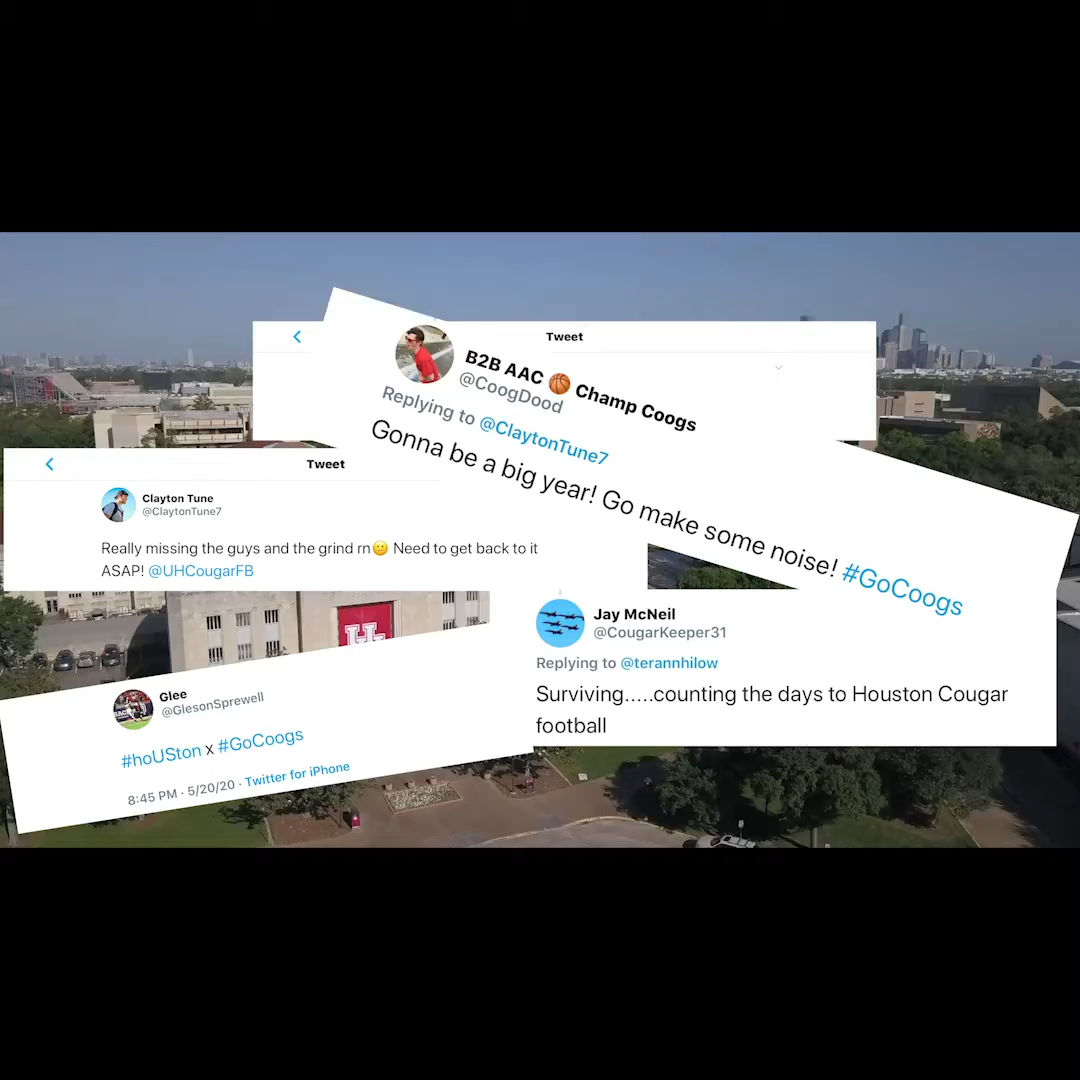 Tweet
B2B AAC 🏀 Champ Coogs
@CoogDood
Replying to @ClaytonTune7
Gonna be a big year! Go make some noise! #GoCoogs
Tweet
Clayton Tune
@ClaytonTune7
Really missing the guys and the grind rn🙁 Need to get back to it
ASAP! @UHCougarFB
UH
Jay McNeil
@CougarKeeper31
Replying to @terannhilow
Surviving.....counting the days to Houston Cougar
football
Glee
@GlesonSprewell
#hoUSton x #GoCoogs
8:45 PM · 5/20/20 · Twitter for iPhone